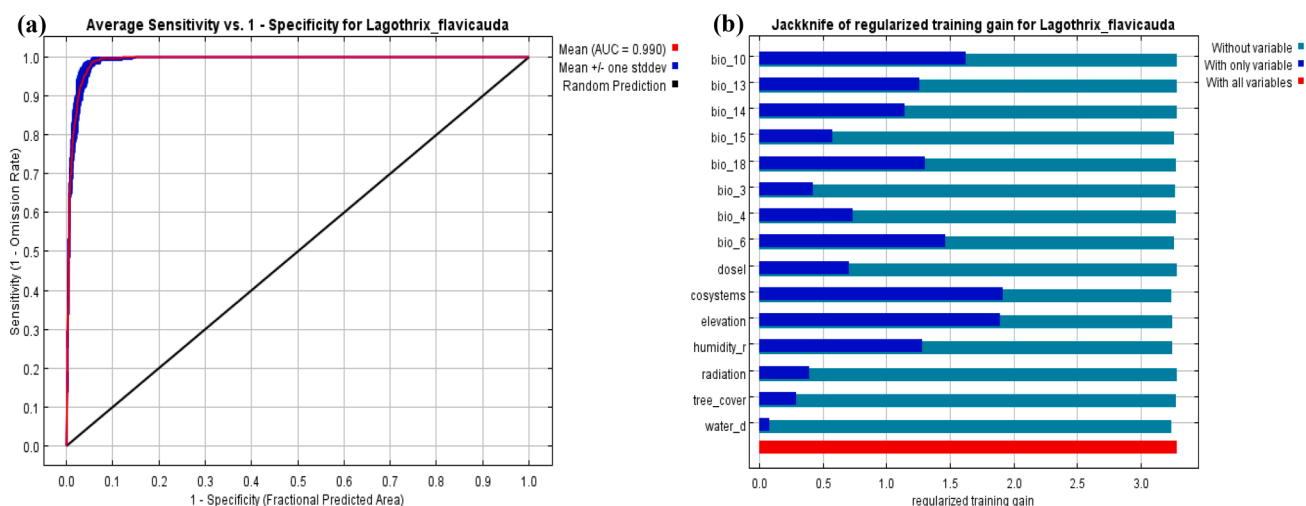 (a)
Average Sensitivity vs. 1 - Specificity for Lagothrix_flavicauda
Mean (AUC = 0.990)
Mean +/- one stddev
Random Prediction
Sensitivity (1 - Omission Rate)
1.0
0.9
0.8
0.7
0.6
0.5
0.4
0.3
0.2
0.1
0.0
0.0 0.1 0.2 0.3 0.4 0.5 0.6 0.7 0.8 0.9 1.0
1 - Specificity (Fractional Predicted Area)
(b)
Jackknife of regularized training gain for Lagothrix_flavicauda
Without variable
With only variable
With all variables
bio_10
bio_13
bio_14
bio_15
bio_18
bio_3
bio_4
bio_6
dosel
cosystems
elevation
humidity_r
radiation
tree_cover
water_d
0.0 0.5 1.0 1.5 2.0 2.5 3.0
regularized training gain